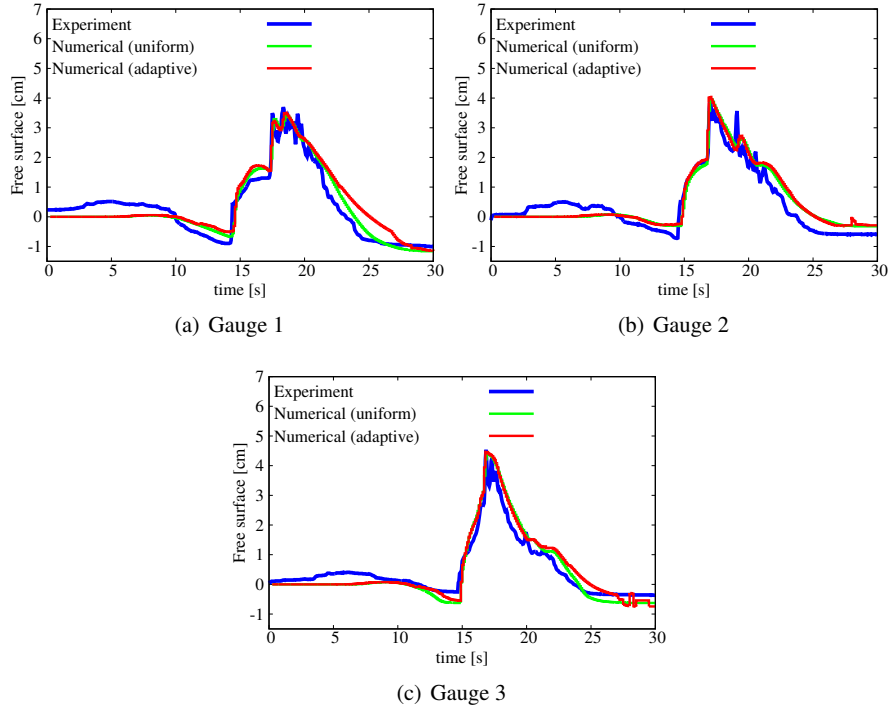 7
6
5
4
3
2
1
0
-1
Free surface [cm]
Experiment
Numerical (uniform)
Numerical (adaptive)
0 5 10 15 20 25 30
time [s]
(a) Gauge 1
7
6
5
4
3
2
1
0
-1
Free surface [cm]
Experiment
Numerical (uniform)
Numerical (adaptive)
0 5 10 15 20 25 30
time [s]
(b) Gauge 2
7
6
5
4
3
2
1
0
-1
Free surface [cm]
Experiment
Numerical (uniform)
Numerical (adaptive)
0 5 10 15 20 25 30
time [s]
(c) Gauge 3